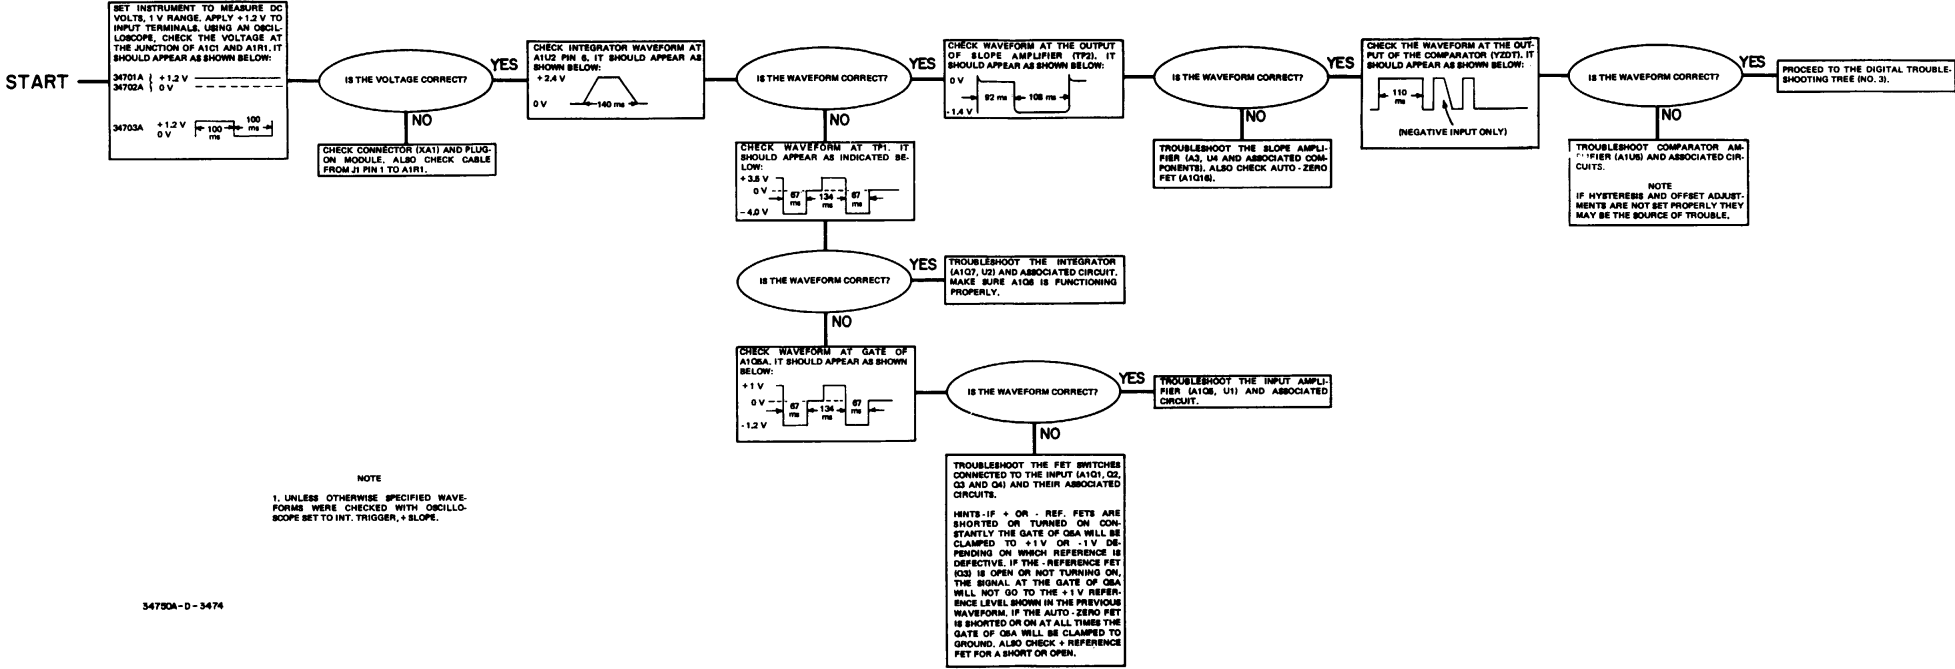 START
SET INSTRUMENT TO MEASURE DC
VOLTS, 1 V RANGE. APPLY +1.2 V TO
INPUT TERMINALS. USING AN OSCIL-
LOSCOPE, CHECK THE VOLTAGE AT
THE JUNCTION OF A1C1 AND A1R1. IT
SHOULD APPEAR AS SHOWN BELOW:
34701A } +1.2 V
34702A } 0 V
34703A +1.2 V
0 V
100
ms
100
ms
IS THE VOLTAGE CORRECT?
YES
NO
CHECK CONNECTOR (XA1) AND PLUG-
ON MODULE. ALSO CHECK CABLE
FROM J1 PIN 1 TO A1R1.
CHECK INTEGRATOR WAVEFORM AT
A1U2 PIN 6. IT SHOULD APPEAR AS
SHOWN BELOW:
+2.4 V
0 V
140 ms
IS THE WAVEFORM CORRECT?
YES
NO
CHECK WAVEFORM AT THE OUTPUT
OF SLOPE AMPLIFIER (TP2). IT
SHOULD APPEAR AS SHOWN BELOW:
0 V
92 ms
108 ms
-1.4 V
IS THE WAVEFORM CORRECT?
YES
NO
TROUBLESHOOT THE SLOPE AMPLI-
FIER (A3, U4 AND ASSOCIATED COM-
PONENTS). ALSO CHECK AUTO-ZERO
FET (A1Q16).
CHECK THE WAVEFORM AT THE OUT-
PUT OF THE COMPARATOR (YZDT). IT
SHOULD APPEAR AS SHOWN BELOW:
110
ms
(NEGATIVE INPUT ONLY)
IS THE WAVEFORM CORRECT?
YES
NO
PROCEED TO THE DIGITAL TROUBLE-
SHOOTING TREE (NO. 3).
TROUBLESHOOT COMPARATOR AM-
PLIFIER (A1U5) AND ASSOCIATED CIR-
CUITS.
NOTE
IF HYSTERESIS AND OFFSET ADJUST-
MENTS ARE NOT SET PROPERLY THEY
MAY BE THE SOURCE OF TROUBLE.
CHECK WAVEFORM AT TP1. IT
SHOULD APPEAR AS INDICATED BE-
LOW:
+3.5 V
0 V
-4.0 V
67
ms
134
ms
67
ms
IS THE WAVEFORM CORRECT?
YES
NO
TROUBLESHOOT THE INTEGRATOR
(A1Q7, U2) AND ASSOCIATED CIRCUIT.
MAKE SURE A1Q8 IS FUNCTIONING
PROPERLY.
CHECK WAVEFORM AT GATE OF
A1Q5A. IT SHOULD APPEAR AS SHOWN
BELOW:
+1 V
0 V
-1.2 V
67
ms
134
ms
67
ms
IS THE WAVEFORM CORRECT?
YES
NO
TROUBLESHOOT THE INPUT AMPLI-
FIER (A1Q5, U1) AND ASSOCIATED
CIRCUIT.
TROUBLESHOOT THE FET SWITCHES
CONNECTED TO THE INPUT (A1Q1, Q2,
Q3 AND Q4) AND THEIR ASSOCIATED
CIRCUITS.
HINTS-IF + OR - REF. FETS ARE
SHORTED OR TURNED ON CON-
STANTLY THE GATE OF Q5A WILL BE
CLAMPED TO +1 V OR -1 V DE-
PENDING ON WHICH REFERENCE IS
DEFECTIVE. IF THE -REFERENCE FET
(Q3) IS OPEN OR NOT TURNING ON,
THE SIGNAL AT THE GATE OF Q5A
WILL NOT GO TO THE +1 V REFER-
ENCE LEVEL SHOWN IN THE PREVIOUS
WAVEFORM. IF THE AUTO-ZERO FET
IS SHORTED OR ON AT ALL TIMES THE
GATE OF Q5A WILL BE CLAMPED TO
GROUND. ALSO CHECK + REFERENCE
FET FOR A SHORT OR OPEN.
NOTE
1. UNLESS OTHERWISE SPECIFIED WAVE-
FORMS WERE CHECKED WITH OSCILLO-
SCOPE SET TO INT. TRIGGER, + SLOPE.
34750A-D-3474